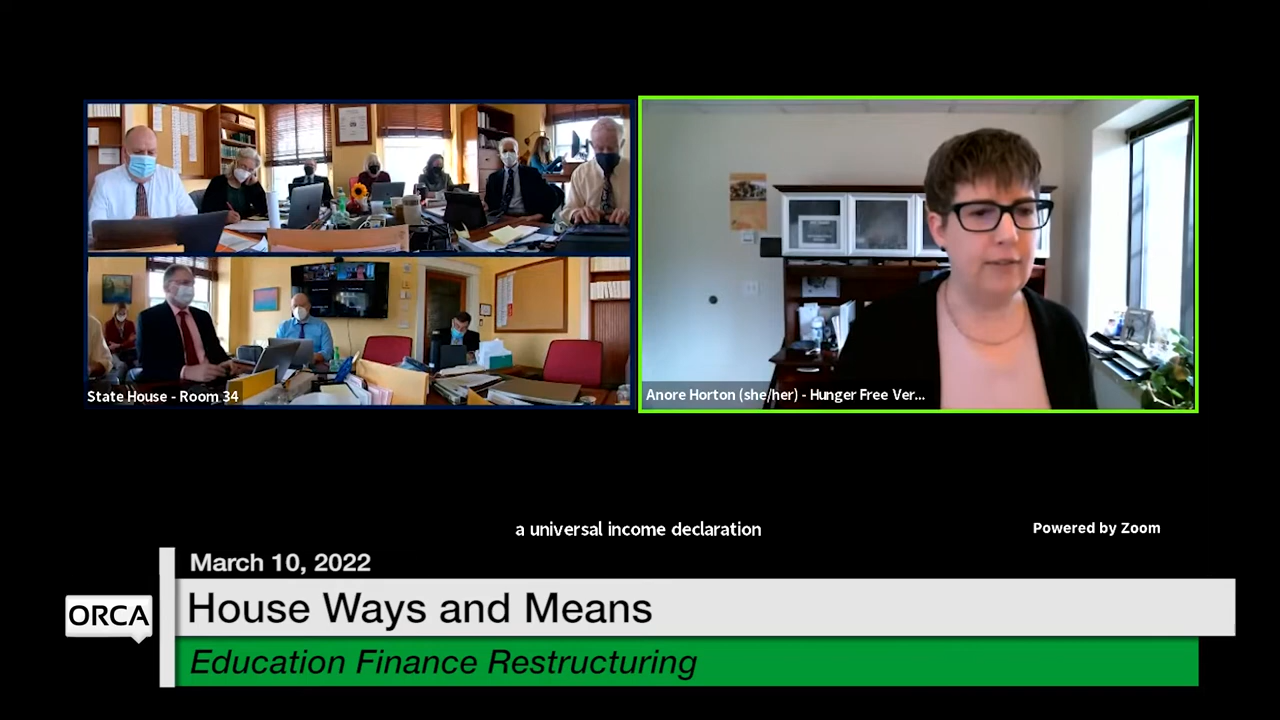 State House - Room 34
Anore Horton (she/her) - Hunger Free Ver...
a universal income declaration
Powered by Zoom
March 10, 2022
ORCA
House Ways and Means
Education Finance Restructuring